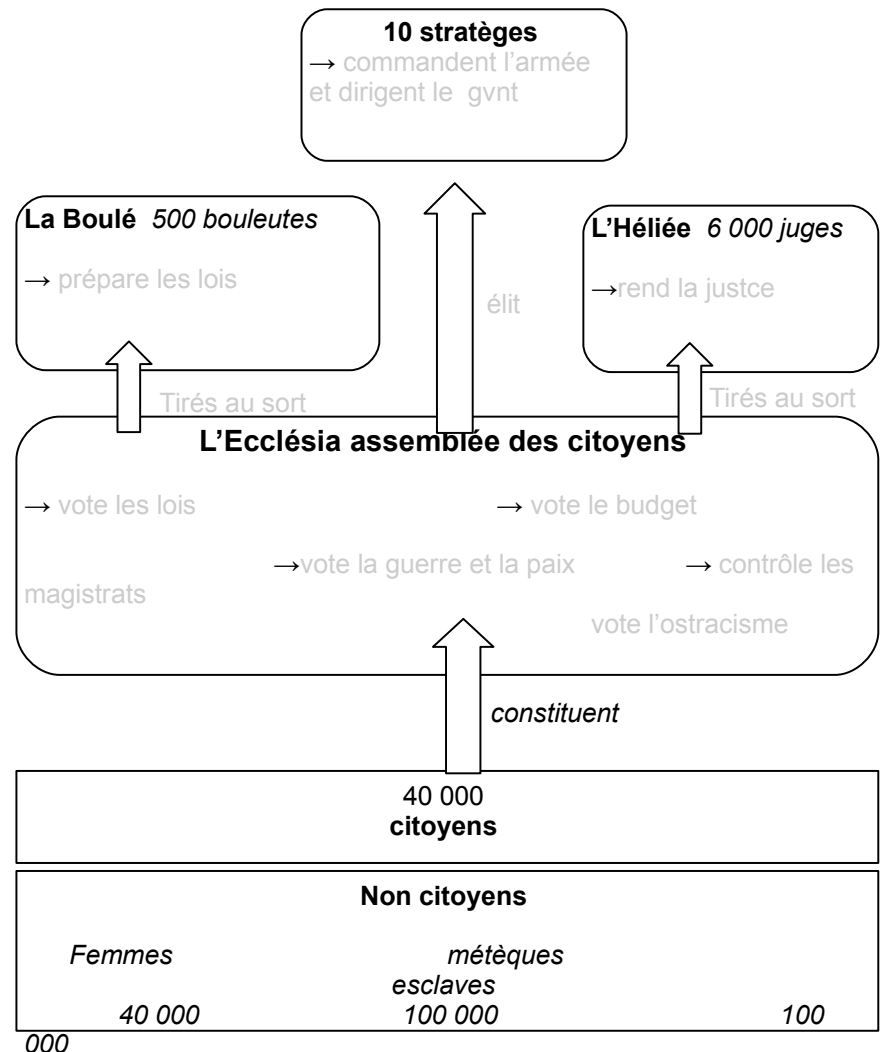 10 stratèges
→ commandent l’armée
et dirigent le gvnt
La Boulé 500 bouleutes
→ prépare les lois
élit
L’Héliée 6 000 juges
→rend la justce
Tirés au sort
Tirés au sort
L’Ecclésia assemblée des citoyens
→ vote les lois → vote le budget
→vote la guerre et la paix → contrôle les
magistrats
vote l’ostracisme
constituent
40 000
citoyens
Non citoyens
Femmes métèques
esclaves
40 000 100 000 100
000